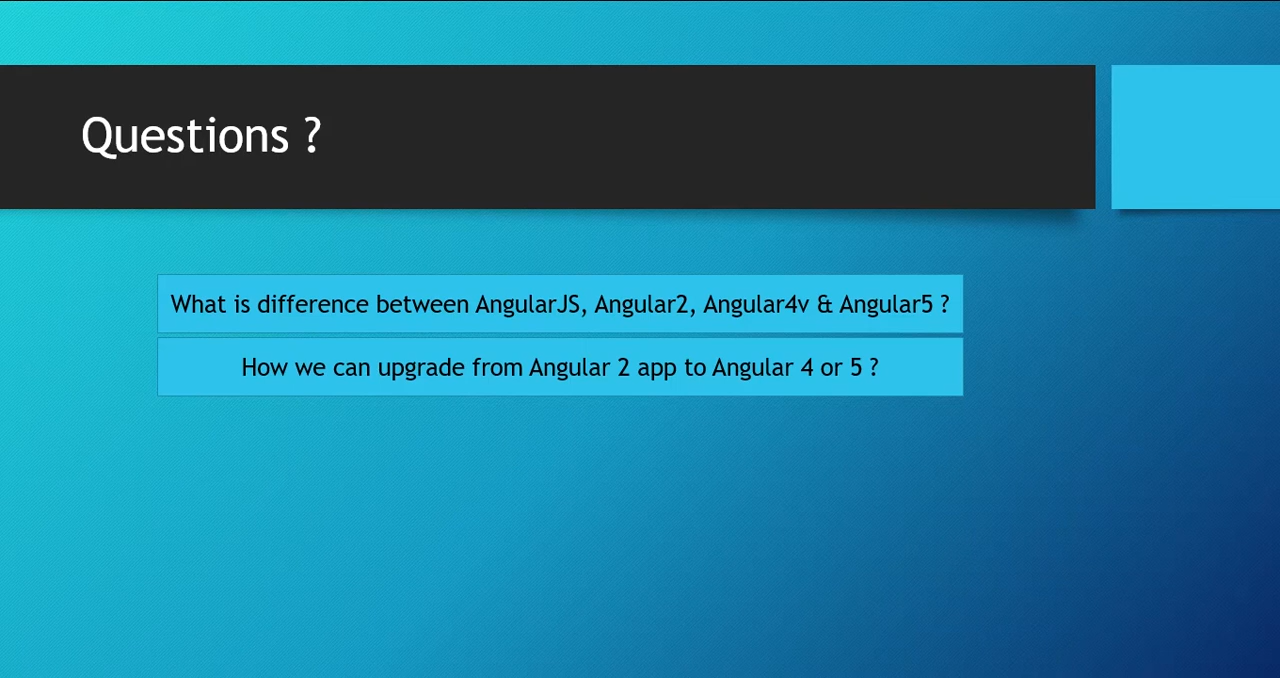 Questions ?
What is difference between AngularJS, Angular2, Angular4v & Angular5 ?
How we can upgrade from Angular 2 app to Angular 4 or 5 ?